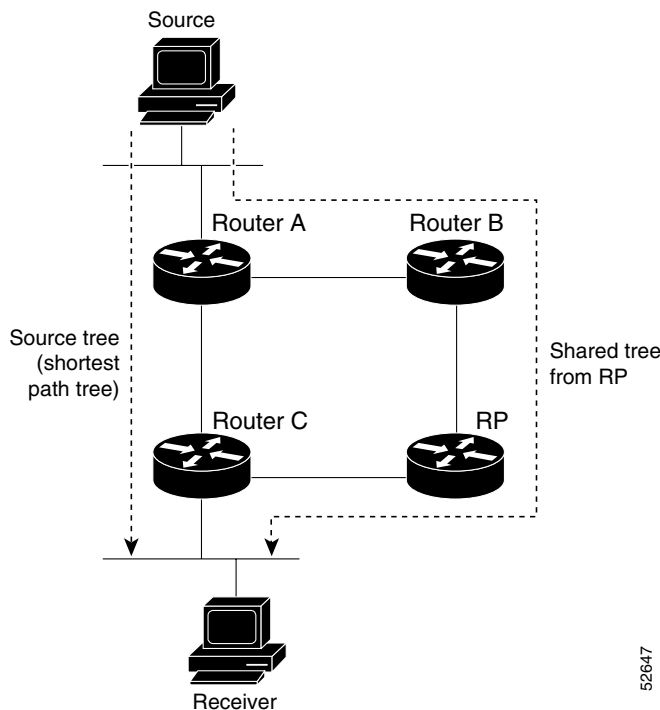 Source
Router A
Router B
Source tree
(shortest
path tree)
Shared tree
from RP
Router C
RP
Receiver
52647